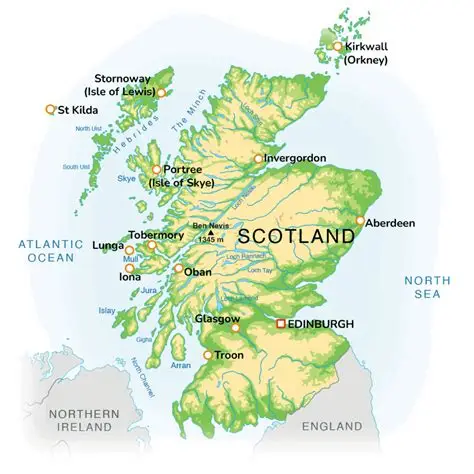 Kirkwall
(Orkney)
Stornoway
(Isle of Lewis)
The Minch
St Kilda
Hebrides
North Uist
South Uist
Invergordon
Portree
(Isle of Skye)
Skye
Loch Ness
Aberdeen
Ben Nevis
1345 m
SCOTLAND
Tobermory
Lunga
Mull
ATLANTIC
OCEAN
Iona
Oban
Loch Rannach
Loch Tay
NORTH
SEA
Jura
Islay
Loch Lomond
Glasgow
EDINBURGH
Gigha
Troon
Arran
North Channel
NORTHERN
IRELAND
ENGLAND